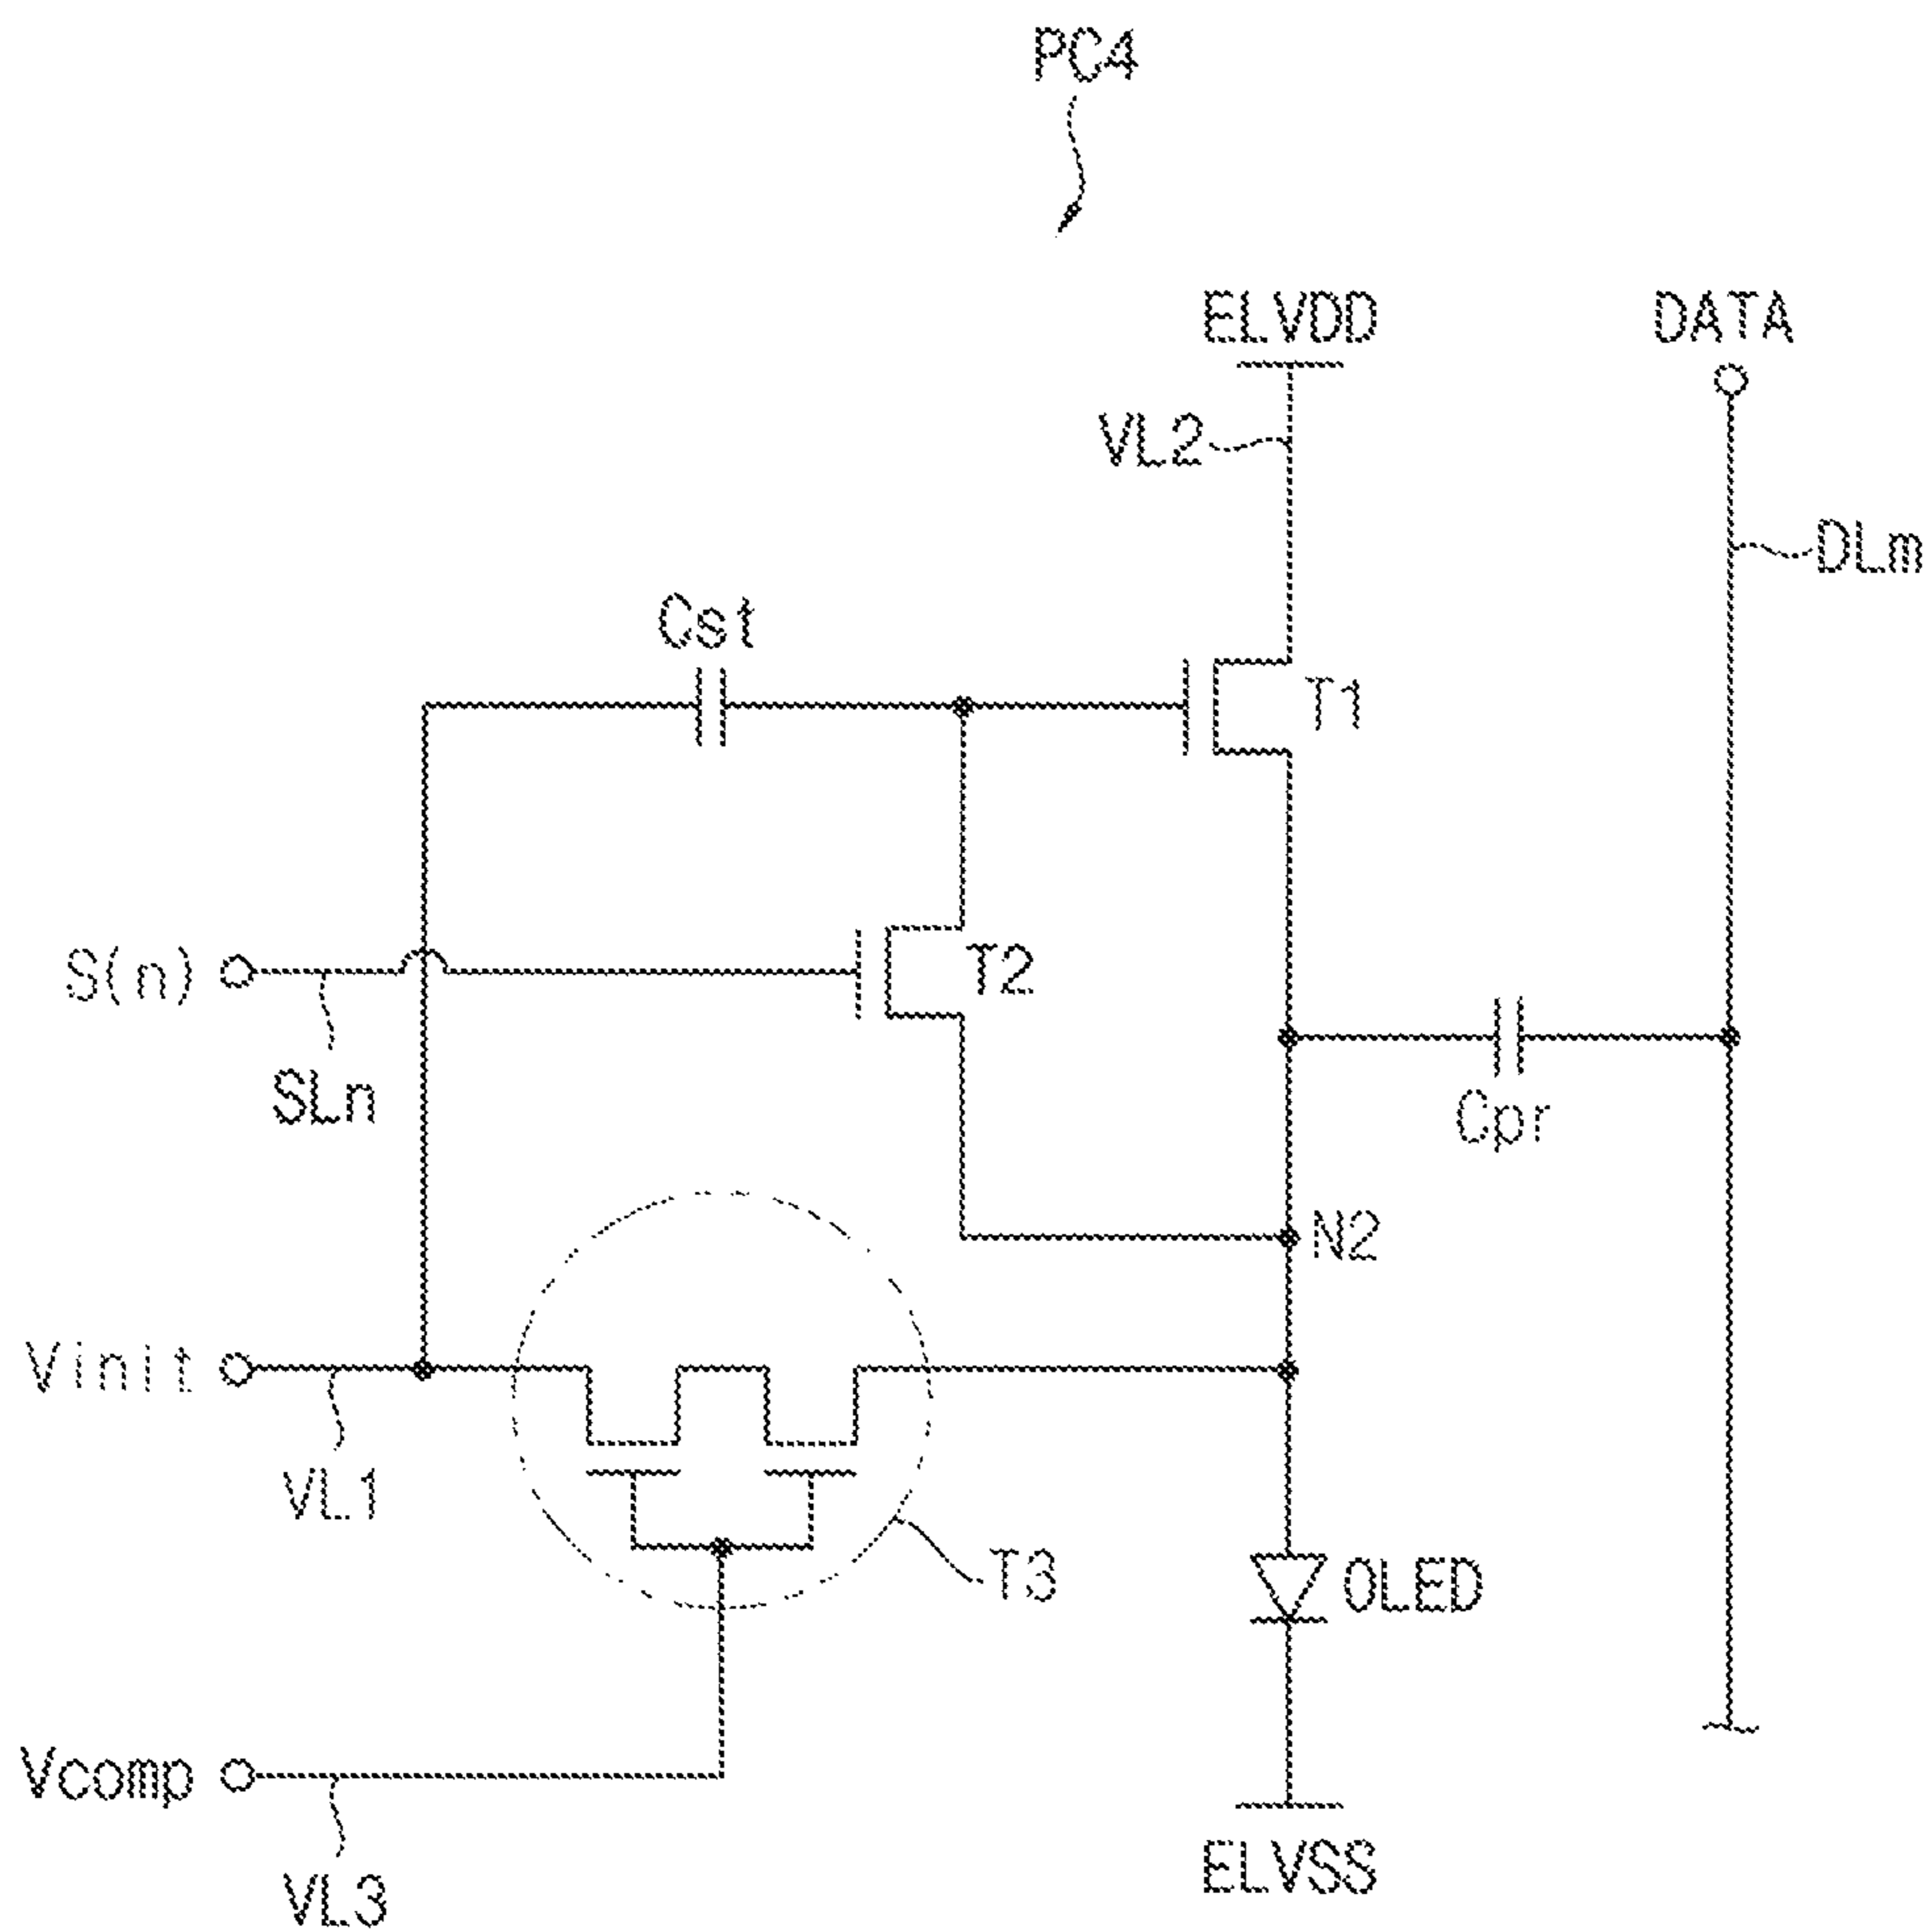 PC4
ELVDD
DATA
VL2
DLm
Cst
T1
S(n)
T2
SLn
Cpr
N2
Vinit
VL1
T3
OLED
Vcomp
VL3
ELVSS